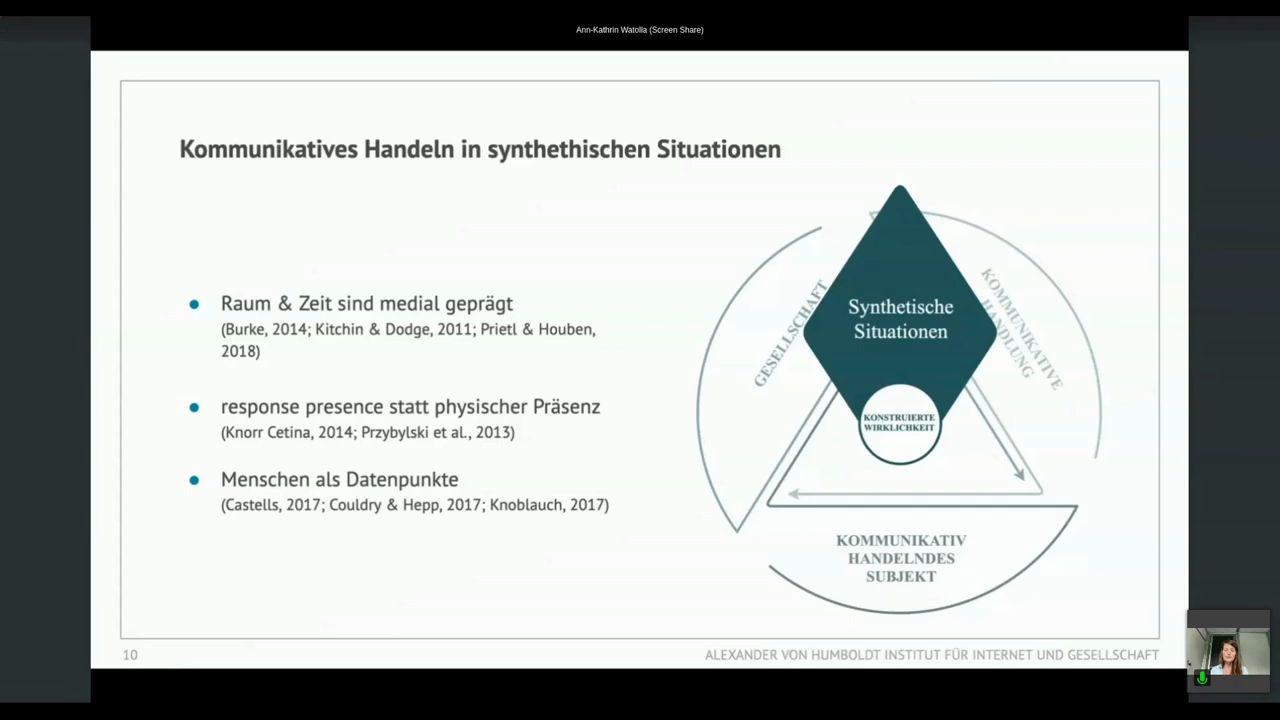 Ann-Kathrin Watolla (Screen Share)
Kommunikatives Handeln in synthethischen Situationen
Raum & Zeit sind medial geprägt
(Burke, 2014; Kitchin & Dodge, 2011; Prietl & Houben,
2018)
response presence statt physischer Präsenz
(Knorr Cetina, 2014; Przybylski et al., 2013)
Menschen als Datenpunkte
(Castells, 2017; Couldry & Hepp, 2017; Knoblauch, 2017)
GESELLSCHAFT
Synthetische
Situationen
KOMMUNIKATIVE
HANDLUNG
KONSTRUIERTE
WIRKLICHKEIT
KOMMUNIKATIV
HANDELNDES
SUBJEKT
10
ALEXANDER VON HUMBOLDT INSTITUT FÜR INTERNET UND GESELLSCHAFT